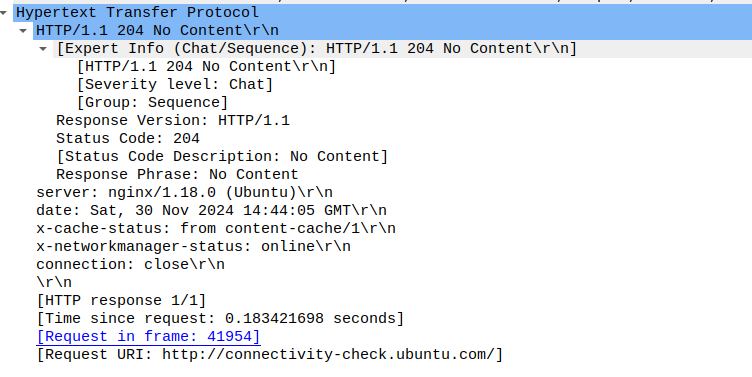 Hypertext Transfer Protocol
HTTP/1.1 204 No Content\r\n
[Expert Info (Chat/Sequence): HTTP/1.1 204 No Content\r\n]
[HTTP/1.1 204 No Content\r\n]
[Severity level: Chat]
[Group: Sequence]
Response Version: HTTP/1.1
Status Code: 204
[Status Code Description: No Content]
Response Phrase: No Content
server: nginx/1.18.0 (Ubuntu)\r\n
date: Sat, 30 Nov 2024 14:44:05 GMT\r\n
x-cache-status: from content-cache/1\r\n
x-networkmanager-status: online\r\n
connection: close\r\n
\r\n
[HTTP response 1/1]
[Time since request: 0.183421698 seconds]
[Request in frame: 41954]
[Request URI: http://connectivity-check.ubuntu.com/]